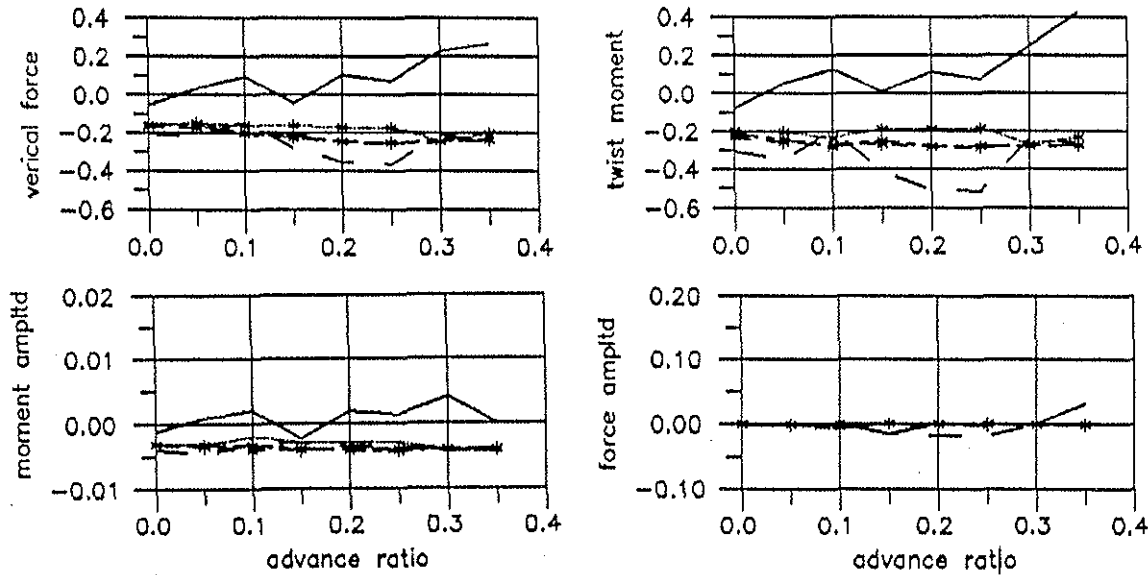 verical force
0.4
0.2
0.0
-0.2
-0.4
-0.6
0.0 0.1 0.2 0.3 0.4
twist moment
0.4
0.2
0.0
-0.2
-0.4
-0.6
0.0 0.1 0.2 0.3 0.4
moment ampltd
0.02
0.01
0.00
-0.01
0.0 0.1 0.2 0.3 0.4
advance ratio
force ampltd
0.20
0.10
0.00
-0.10
0.0 0.1 0.2 0.3 0.4
advance ratio